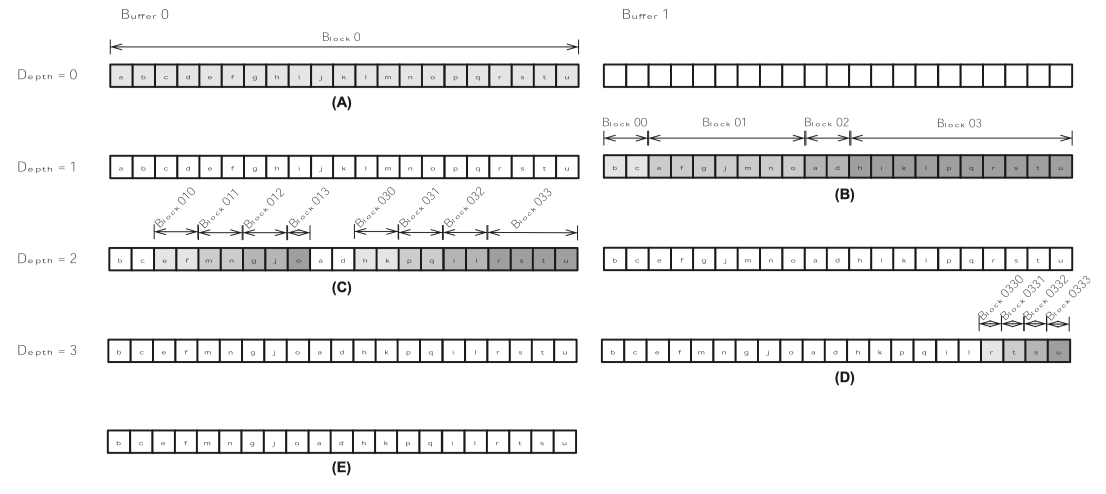 Buffer 0 Buffer 1
Block 0
Depth = 0 a b c d e f g h i j k l m n o p q r s t u
(A)
Block 00 Block 01 Block 02 Block 03
Depth = 1 a b c d e f g h i j k l m n o p q r s t u b c e f g j m n o a d h i k l p q r s t u
(B)
Block 010 Block 011 Block 012 Block 013 Block 030 Block 031 Block 032 Block 033
Depth = 2 b c e f m n g j o a d h k p q i l r s t u b c e f g j m n o a d h i k l p q r s t u
(C)
Block 0330 Block 0331 Block 0332 Block 0333
Depth = 3 b c e f m n g j o a d h k p q i l r s t u b c e f m n g j o a d h k p q i l r t s u
(D)
b c e f m n g j o a d h k p q i l r t s u
(E)